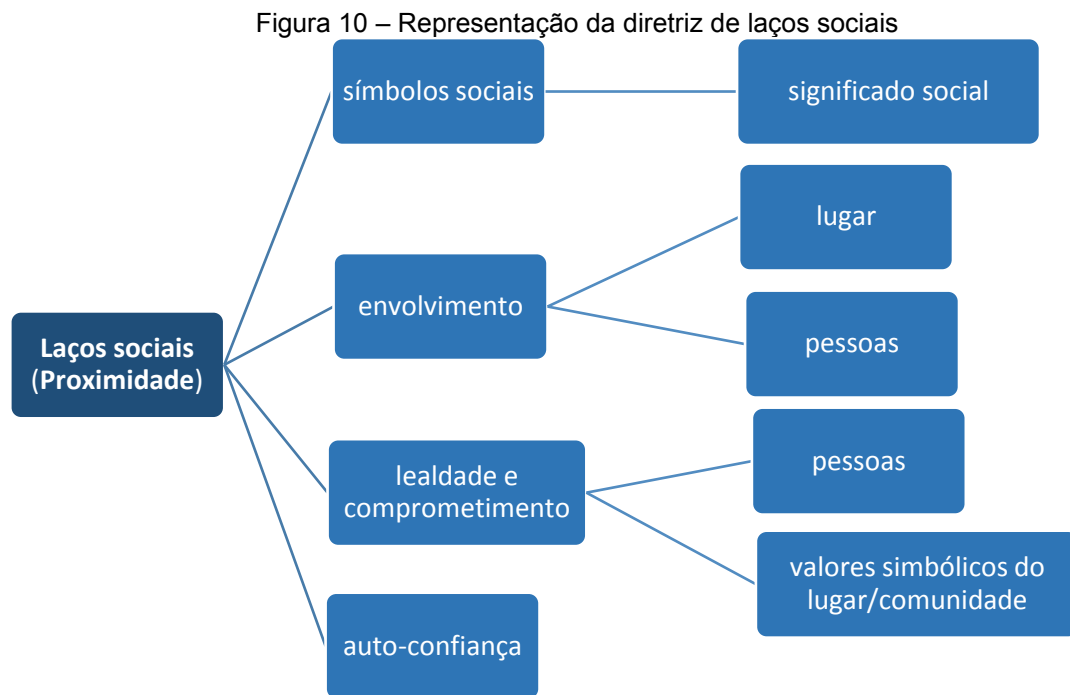 Figura 10 – Representação da diretriz de laços sociais
símbolos sociais
significado social
lugar
envolvimento
pessoas
Laços sociais
(Proximidade)
pessoas
lealdade e
comprometimento
valores simbólicos do
lugar/comunidade
auto-confiança